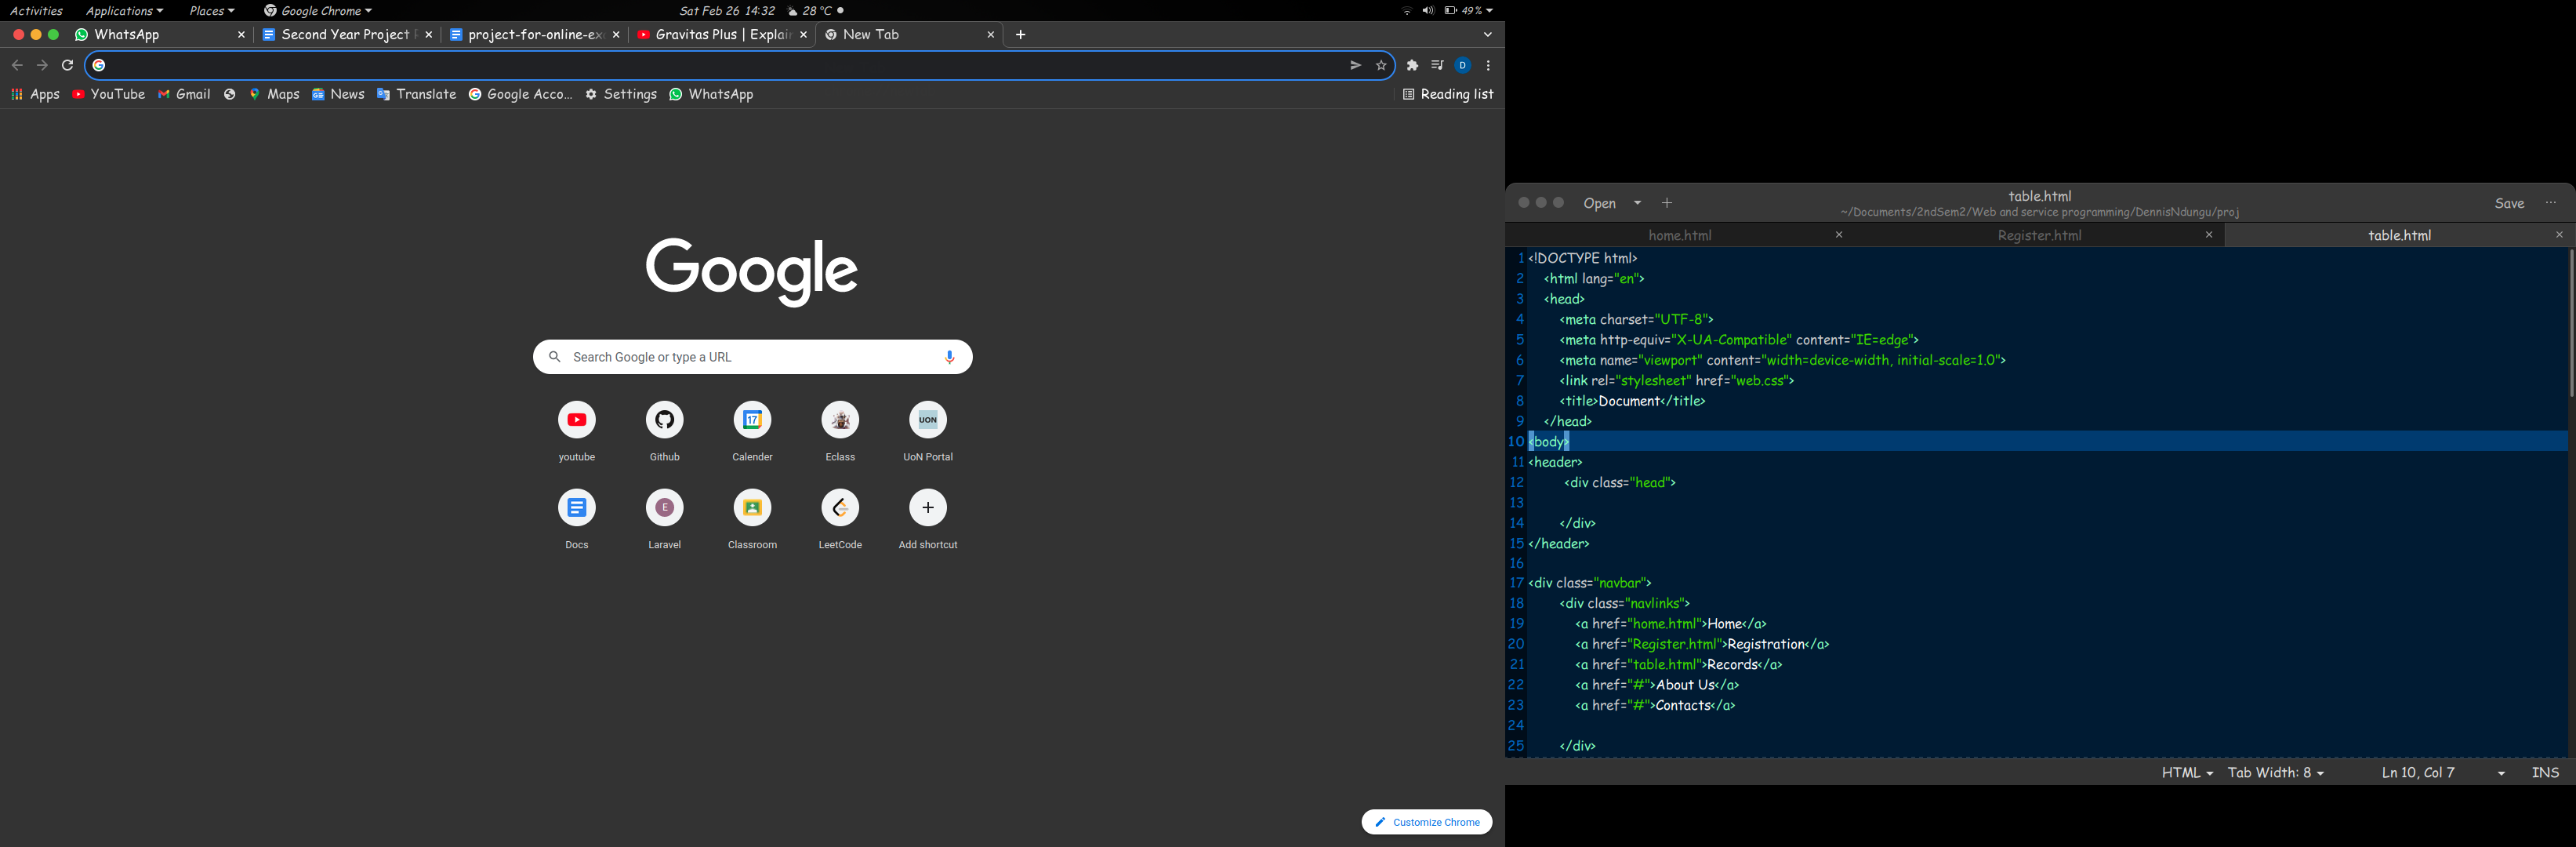 Activities Applications Places Google Chrome Sat Feb 26 14:32 28 °C 49 %
WhatsApp Second Year Project project-for-online-ex Gravitas Plus | Explain New Tab
D
Apps YouTube Gmail Maps News Translate Google Acco... Settings WhatsApp Reading list
Google
Search Google or type a URL
17 UON
youtube Github Calender Eclass UoN Portal
E
Docs Laravel Classroom LeetCode Add shortcut
Customize Chrome
Open table.html Save
~/Documents/2ndSem2/Web and service programming/DennisNdungu/proj
home.html Register.html table.html
1 <!DOCTYPE html>
2 <html lang="en">
3 <head>
4 <meta charset="UTF-8">
5 <meta http-equiv="X-UA-Compatible" content="IE=edge">
6 <meta name="viewport" content="width=device-width, initial-scale=1.0">
7 <link rel="stylesheet" href="web.css">
8 <title>Document</title>
9 </head>
10 <body>
11 <header>
12 <div class="head">
13
14 </div>
15 </header>
16
17 <div class="navbar">
18 <div class="navlinks">
19 <a href="home.html">Home</a>
20 <a href="Register.html">Registration</a>
21 <a href="table.html">Records</a>
22 <a href="#">About Us</a>
23 <a href="#">Contacts</a>
24
25 </div>
HTML Tab Width: 8 Ln 10, Col 7 INS